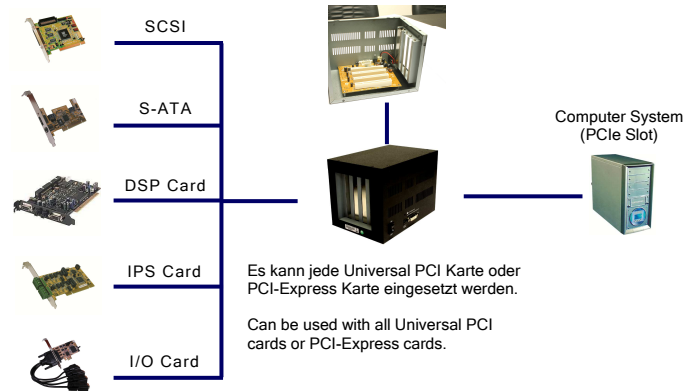 SCSI
S-ATA
DSP Card
IPS Card
I/O Card
Computer System
(PCIe Slot)
Es kann jede Universal PCI Karte oder
PCI-Express Karte eingesetzt werden.
Can be used with all Universal PCI
cards or PCI-Express cards.